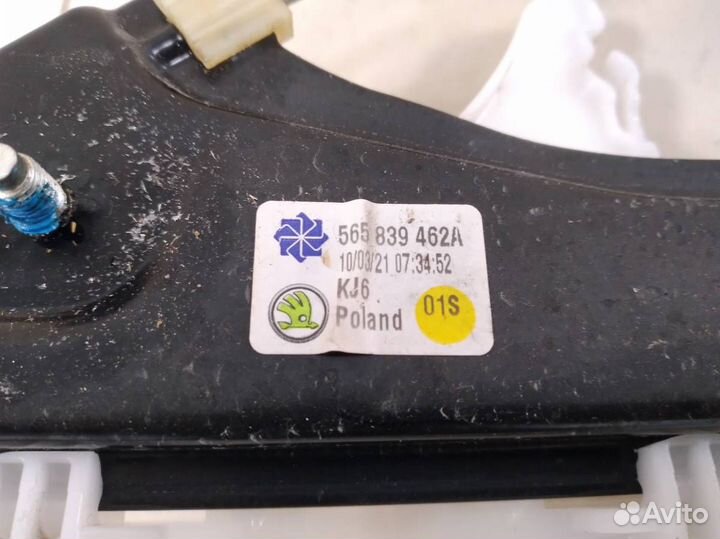 565 839 462A
10/03/21 07:34:52
KJ6
Poland
01S
Avito